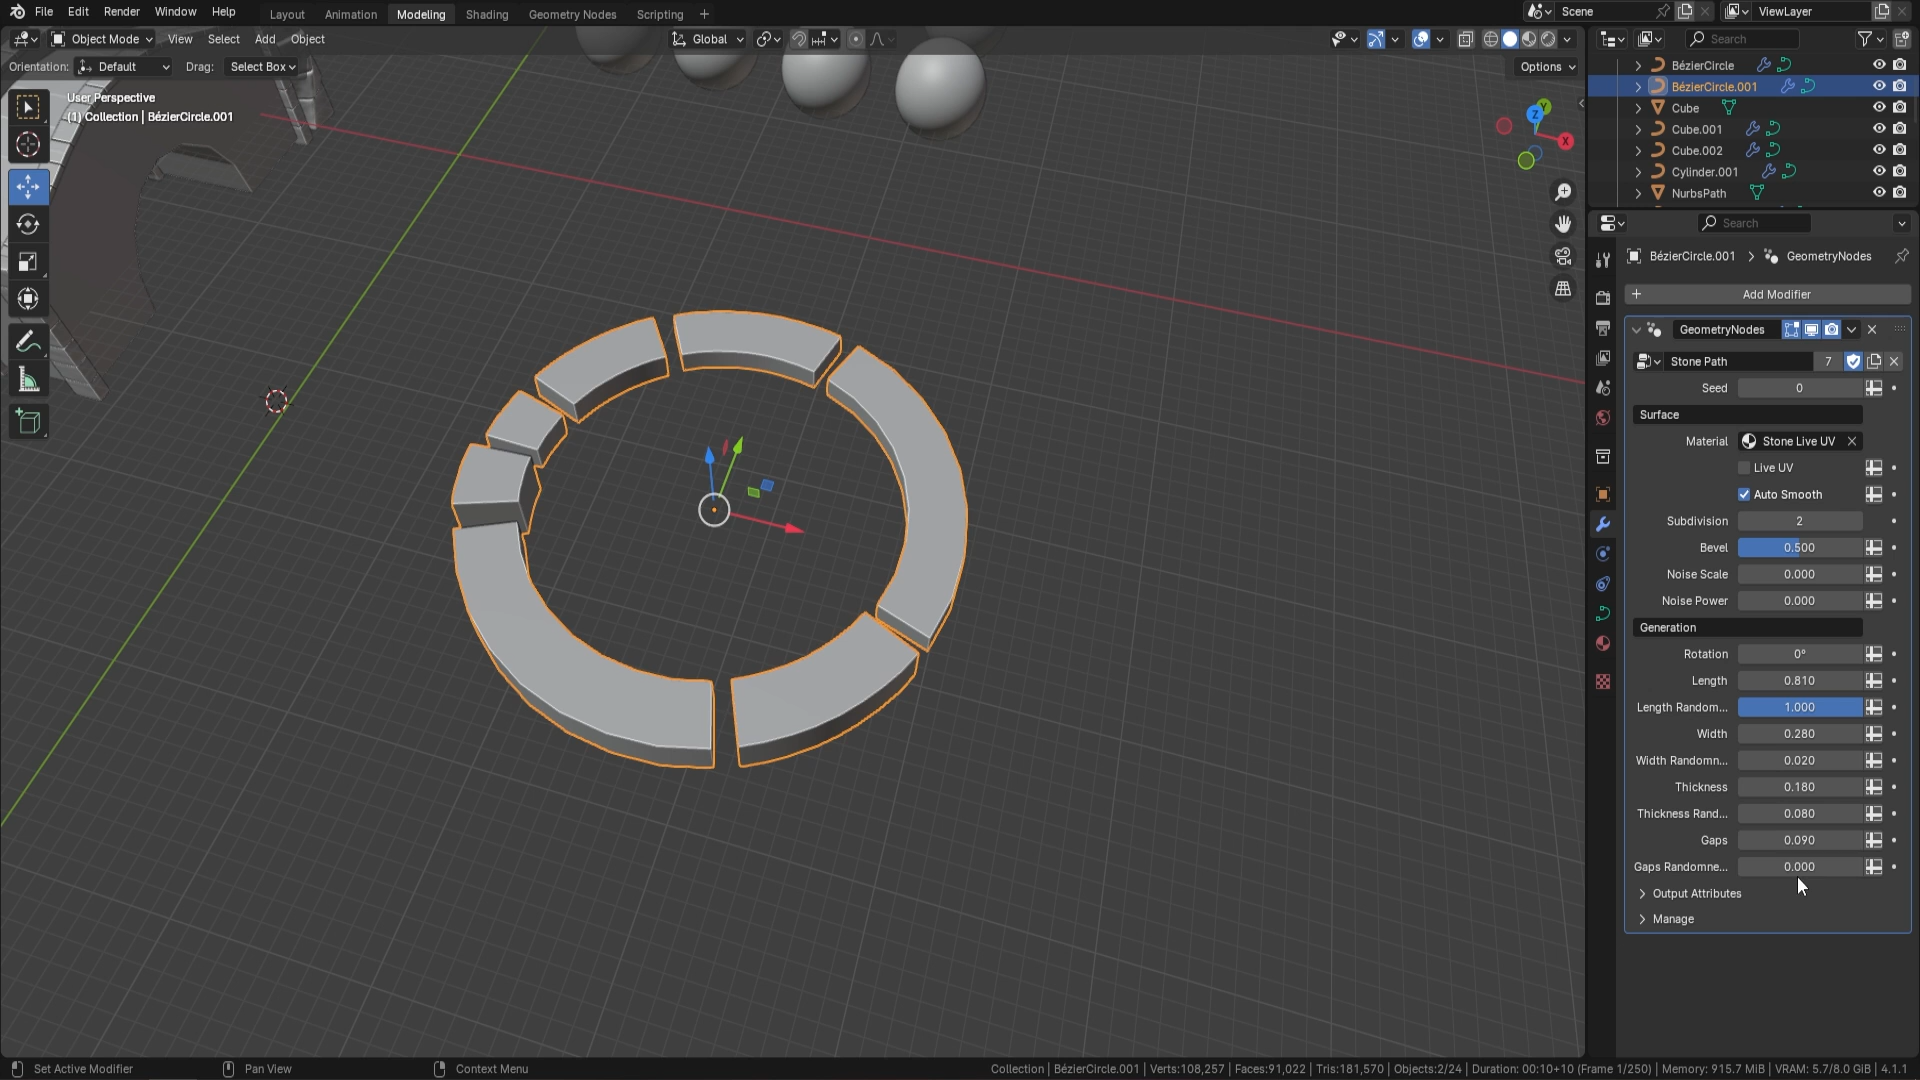 File Edit Render Window Help Layout Animation Modeling Shading Geometry Nodes Scripting + Scene ViewLayer
Object Mode View Select Add Object Global Search
Orientation: Default Drag: Select Box Options
User Perspective
(1) Collection | BézierCircle.001
BézierCircle
BézierCircle.001
Cube
Cube.001
Cube.002
Cylinder.001
NurbsPath
Z Y X
Search
BézierCircle.001 > GeometryNodes
+ Add Modifier
GeometryNodes
Stone Path 7
Seed 0
Surface
Material Stone Live UV
Live UV
Auto Smooth
Subdivision 2
Bevel 0.500
Noise Scale 0.000
Noise Power 0.000
Generation
Rotation 0°
Length 0.810
Length Random... 1.000
Width 0.280
Width Randomn... 0.020
Thickness 0.180
Thickness Rand... 0.080
Gaps 0.090
Gaps Randomne... 0.000
Output Attributes
Manage
Set Active Modifier Pan View Context Menu Collection | BézierCircle.001 | Verts:108,257 | Faces:91,022 | Tris:181,570 | Objects:2/24 | Duration: 00:10+10 (Frame 1/250) | Memory: 915.7 MiB | VRAM: 5.7/8.0 GiB | 4.1.1